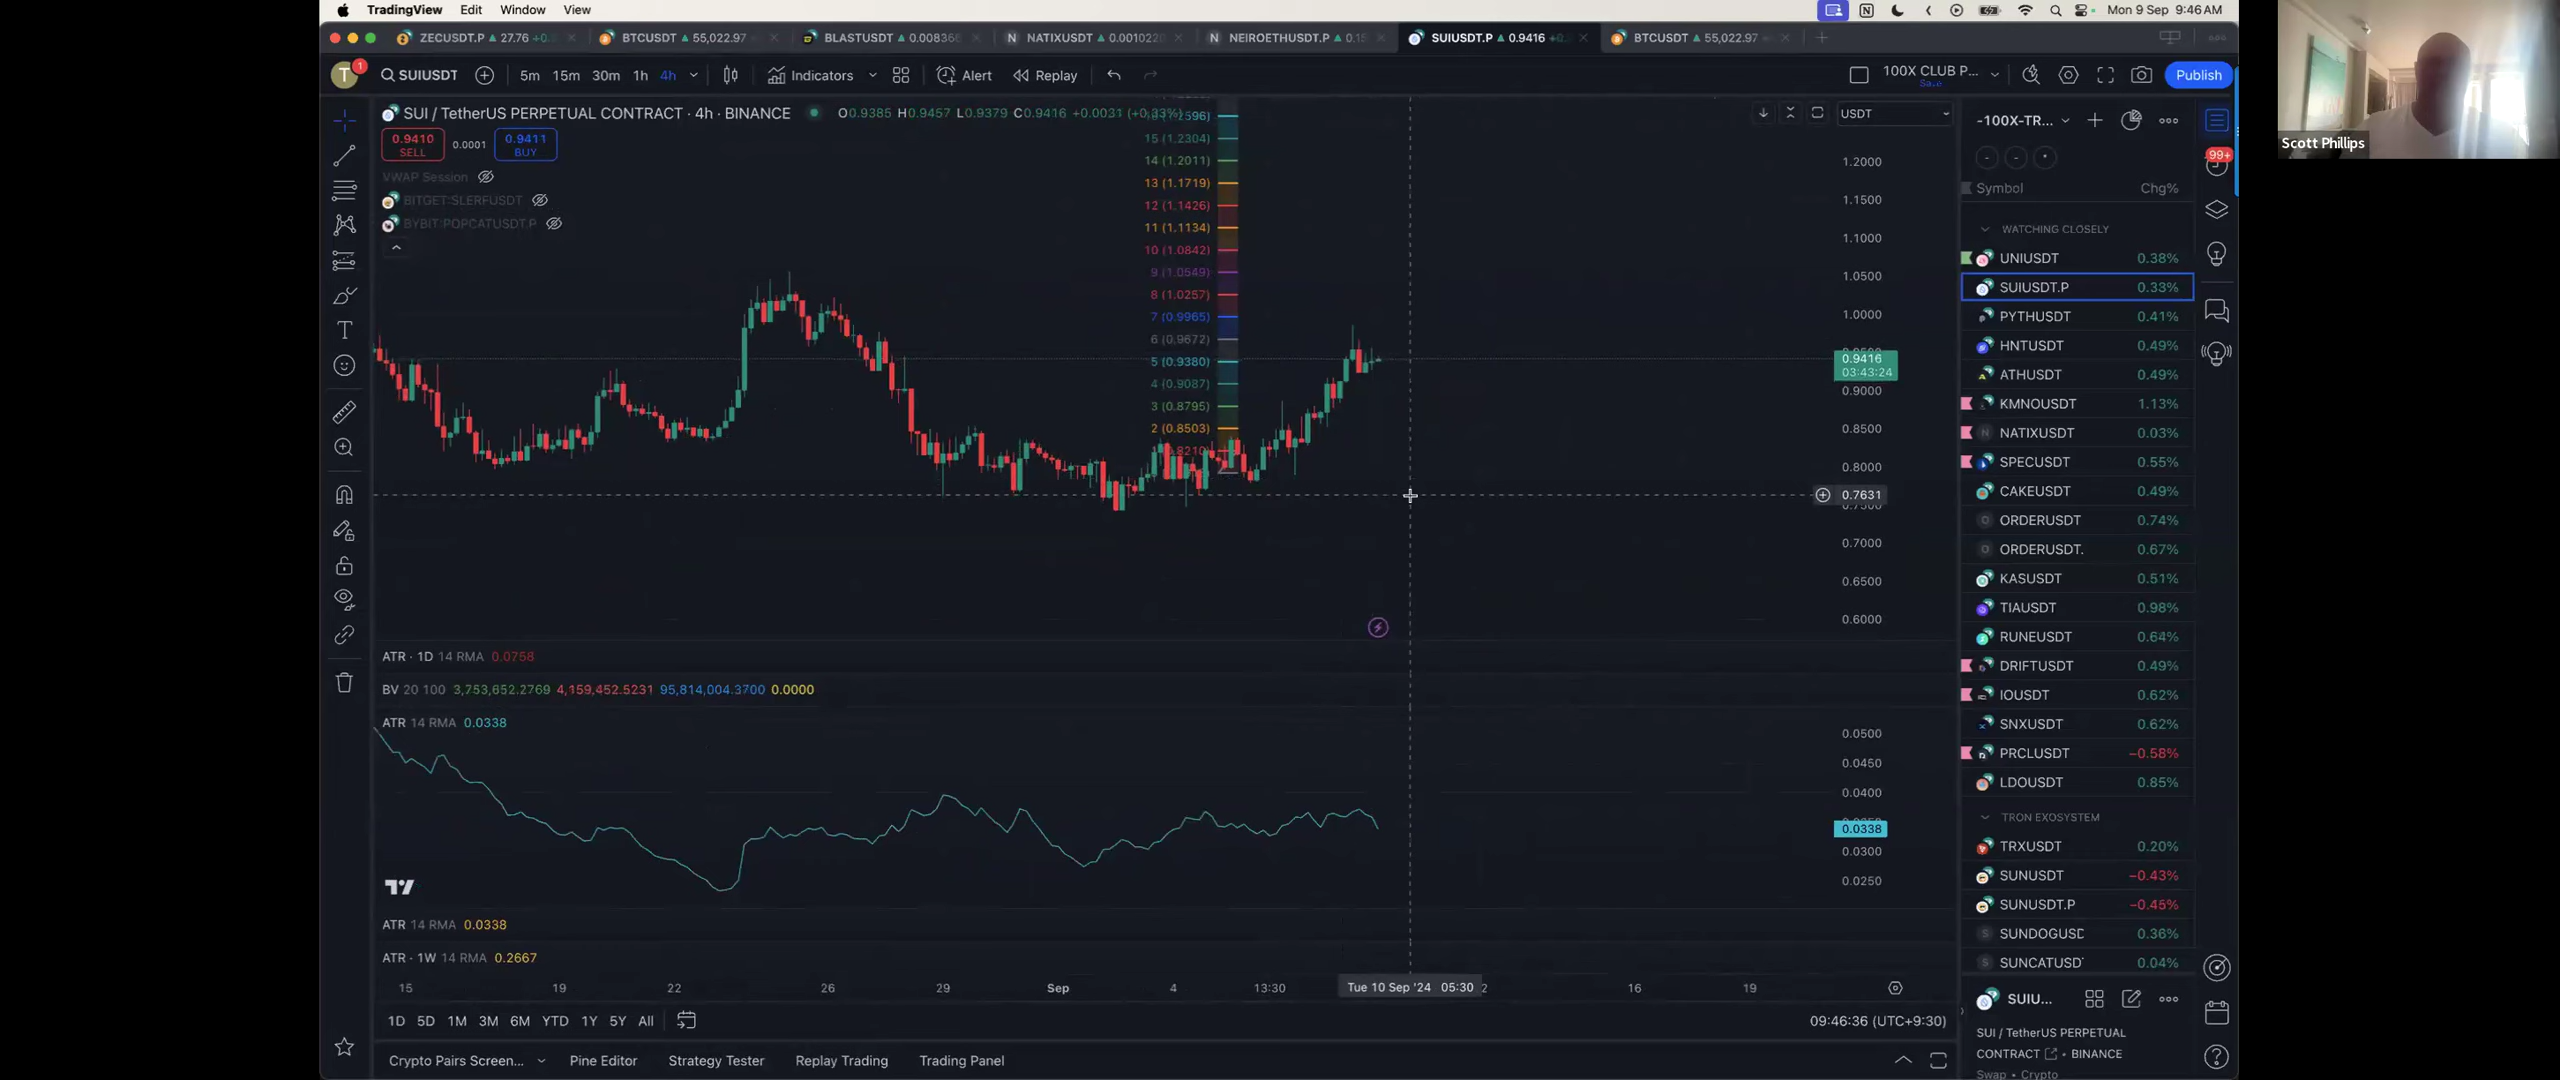 TradingView Edit Window View
Mon 9 Sep 9:46 AM
ZECUSDT.P ▲ 27.76 +0.
BTCUSDT ▲ 55,022.97
BLASTUSDT ▲ 0.008366
NATIXUSDT ▲ 0.0010220
NEIROETHUSDT.P ▲ 0.1
SUIUSDT.P ▲ 0.9416 +0
BTCUSDT ▲ 55,022.97
T 1
SUIUSDT
5m 15m 30m 1h 4h
Indicators
Alert
Replay
100X CLUB P...
Save
Publish
SUI / TetherUS PERPETUAL CONTRACT · 4h · BINANCE
O0.9385 H0.9457 L0.9379 C0.9416 +0.0031 (+0.33%)
USDT
0.9410
SELL
0.0001
0.9411
BUY
VWAP Session
BITGET:SLERFUSDT
BYBIT:POPCATUSDT.P
15 (1.2304)
14 (1.2011)
13 (1.1719)
12 (1.1426)
11 (1.1134)
10 (1.0842)
9 (1.0549)
8 (1.0257)
7 (0.9965)
6 (0.9672)
5 (0.9380)
4 (0.9087)
3 (0.8795)
2 (0.8503)
1.2000
1.1500
1.1000
1.0500
1.0000
0.9416
03:43:24
0.9000
0.8500
0.8000
0.7631
0.7000
0.6500
0.6000
ATR · 1D 14 RMA 0.0758
BV 20 100 3,753,652.2769 4,159,452.5231 95,814,004.3700 0.0000
ATR 14 RMA 0.0338
0.0500
0.0450
0.0400
0.0338
0.0300
0.0250
ATR 14 RMA 0.0338
ATR · 1W 14 RMA 0.2667
15 19 22 26 29 Sep 4 13:30 Tue 10 Sep '24 05:30 2 16 19
1D 5D 1M 3M 6M YTD 1Y 5Y All
09:46:36 (UTC+9:30)
Crypto Pairs Screen... Pine Editor Strategy Tester Replay Trading Trading Panel
-100X-TR...
99+
Symbol Chg%
WATCHING CLOSELY
UNIUSDT 0.38%
SUIUSDT.P 0.33%
PYTHUSDT 0.41%
HNTUSDT 0.49%
ATHUSDT 0.49%
KMNOUSDT 1.13%
NATIXUSDT 0.03%
SPECUSDT 0.55%
CAKEUSDT 0.49%
ORDERUSDT 0.74%
ORDERUSDT. 0.67%
KASUSDT 0.51%
TIAUSDT 0.98%
RUNEUSDT 0.64%
DRIFTUSDT 0.49%
IOUSDT 0.62%
SNXUSDT 0.62%
PRCLUSDT −0.58%
LDOUSDT 0.85%
TRON EXOSYSTEM
TRXUSDT 0.20%
SUNUSDT −0.43%
SUNUSDT.P −0.45%
SUNDOGUSD 0.36%
SUNCATUSD 0.04%
SUIU...
SUI / TetherUS PERPETUAL
CONTRACT • BINANCE
Swap • Crypto
Scott Phillips